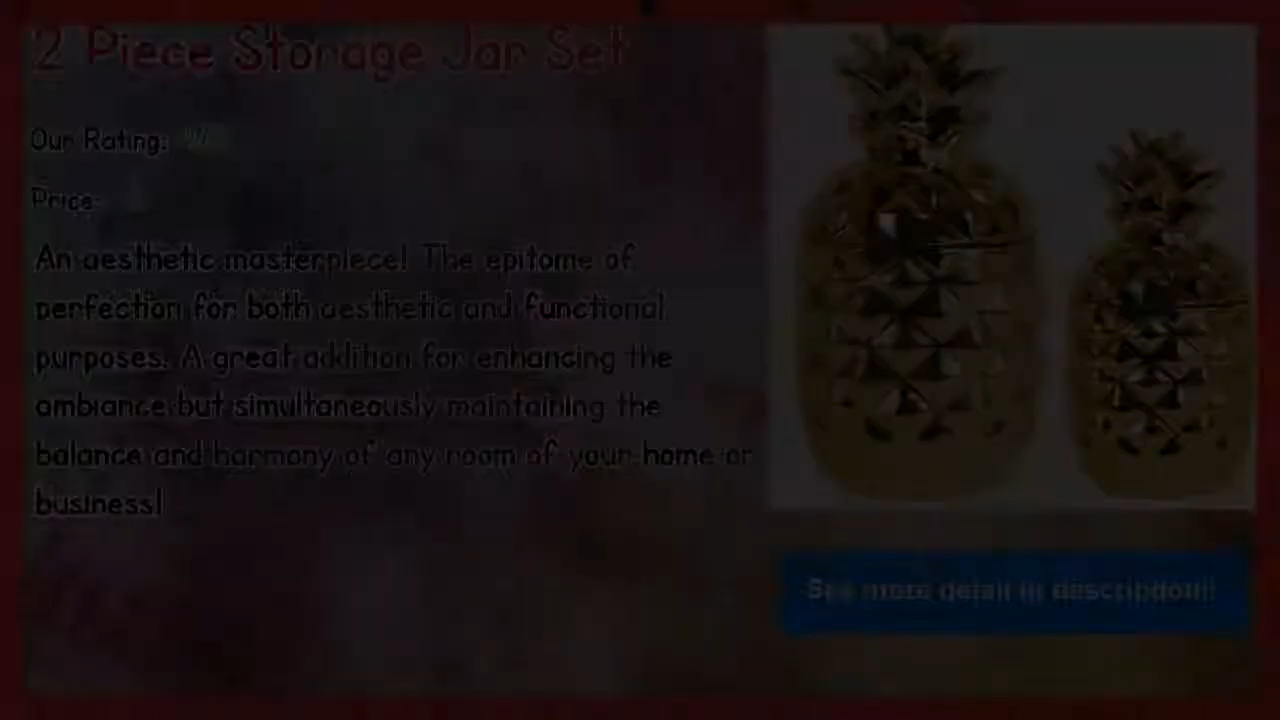 2 Piece Storage Jar Set
Our Rating:
Price:
An aesthetic masterpiece! The epitome of
perfection for both aesthetic and functional
purposes. A great addition for enhancing the
ambiance but simultaneously maintaining the
balance and harmony of any room of your home or
business!
See more detail in description!!